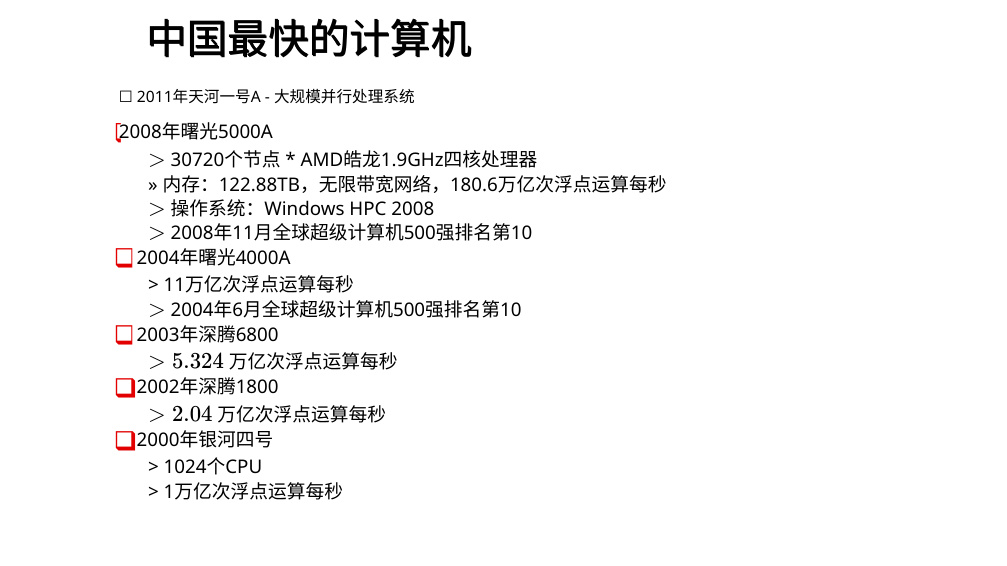 中国最快的计算机
□ 2011年天河一号A - 大规模并行处理系统
2008年曙光5000A
> 30720个节点 * AMD皓龙1.9GHz四核处理器
» 内存：122.88TB，无限带宽网络，180.6万亿次浮点运算每秒
> 操作系统：Windows HPC 2008
> 2008年11月全球超级计算机500强排名第10
❑ 2004年曙光4000A
> 11万亿次浮点运算每秒
> 2004年6月全球超级计算机500强排名第10
❑ 2003年深腾6800
> 5.324 万亿次浮点运算每秒
❑ 2002年深腾1800
> 2.04 万亿次浮点运算每秒
❑ 2000年银河四号
> 1024个CPU
> 1万亿次浮点运算每秒